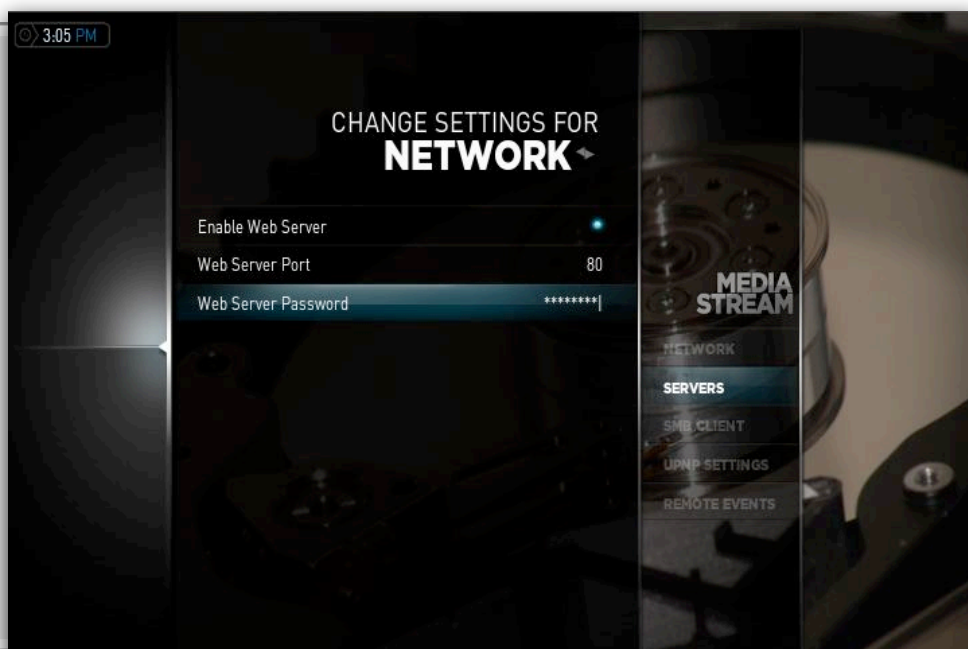 3:05 PM
CHANGE SETTINGS FOR
NETWORK
Enable Web Server
Web Server Port 80
Web Server Password ********|
MEDIA
STREAM
NETWORK
SERVERS
SMB CLIENT
UPNP SETTINGS
REMOTE EVENTS